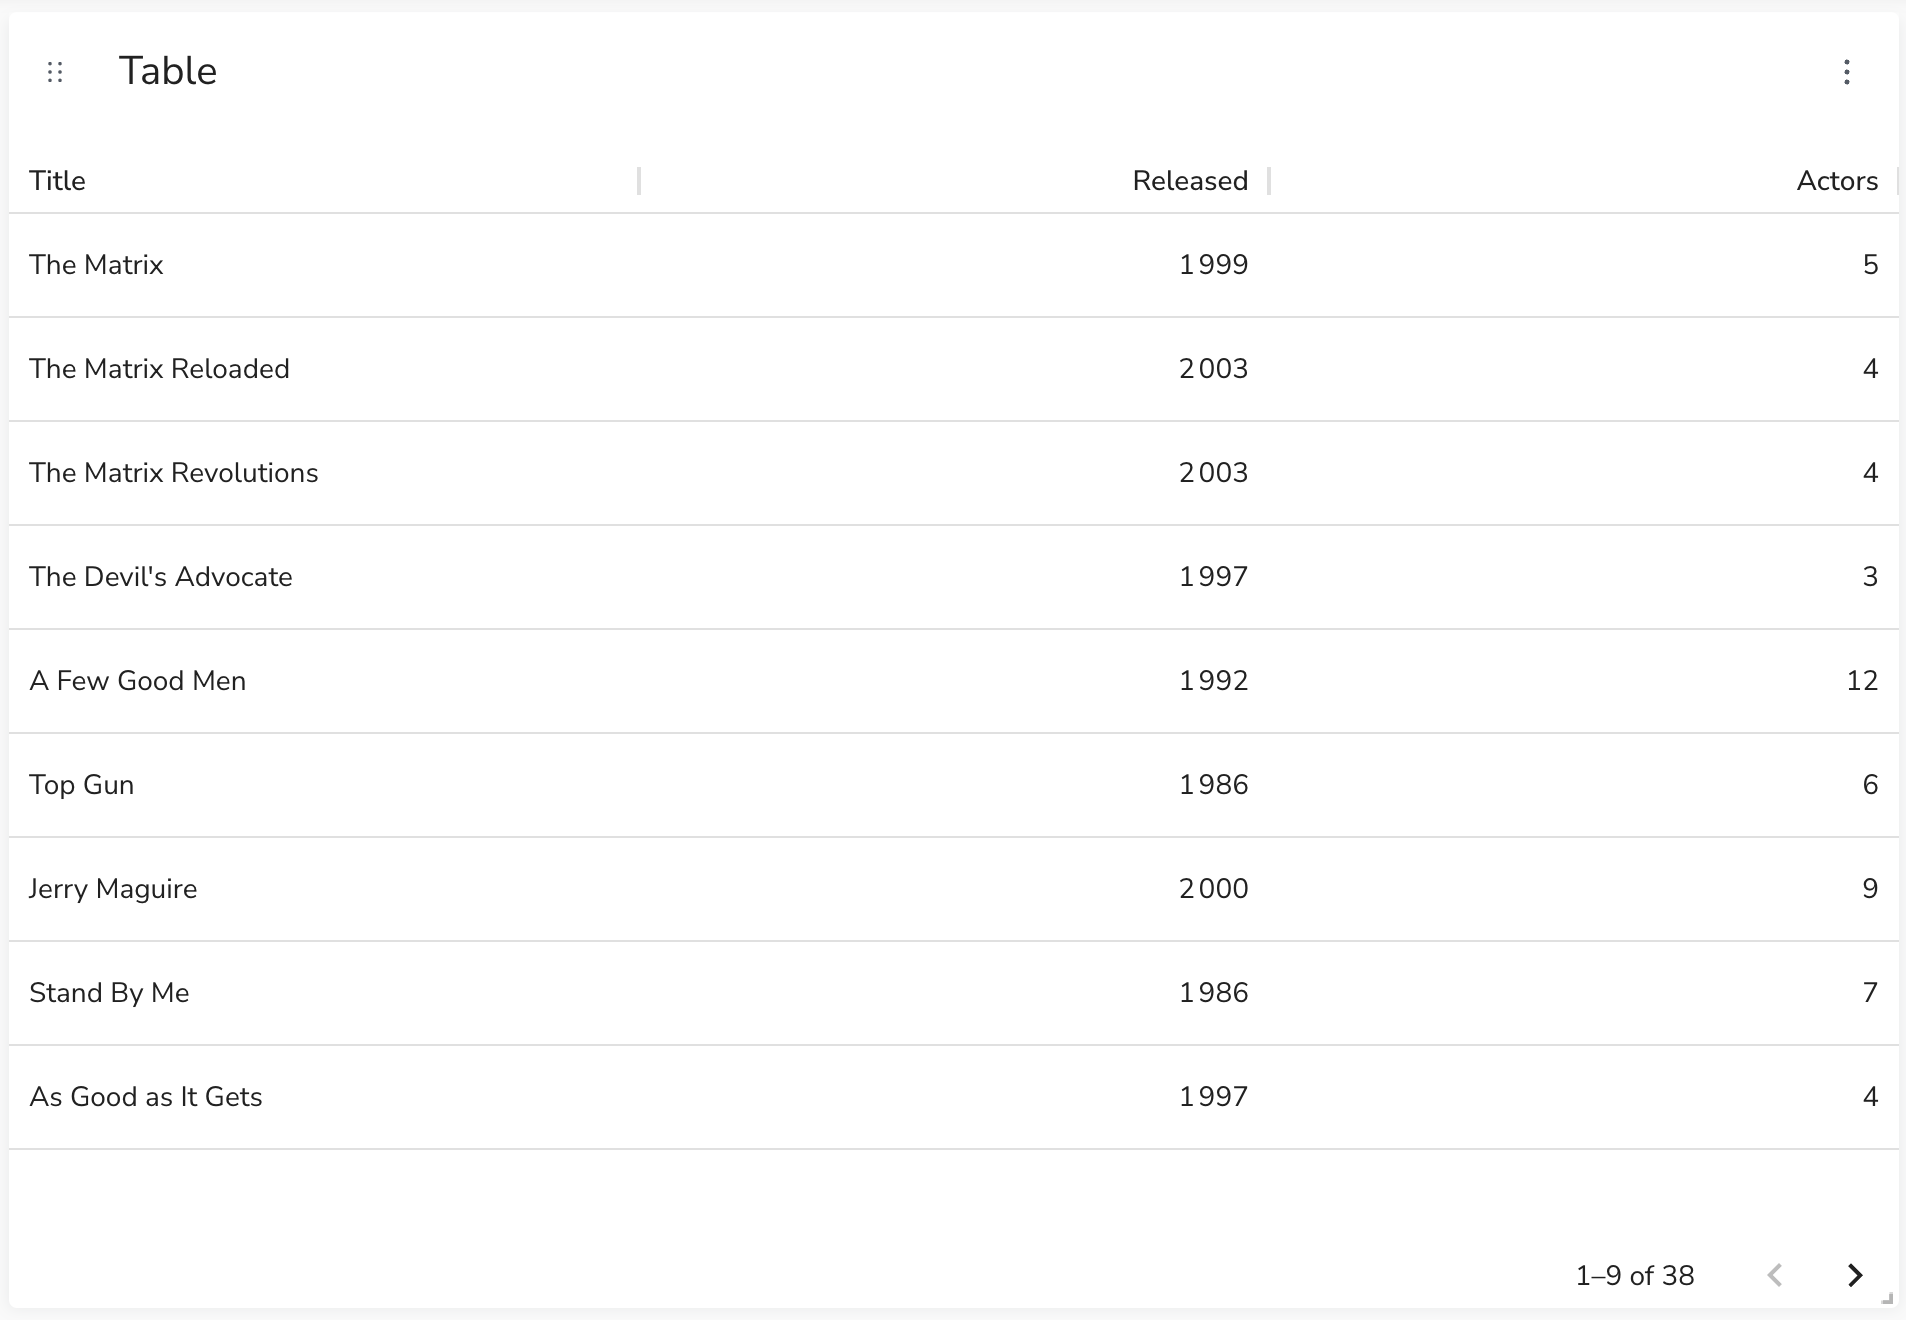 Table
Title Released Actors
The Matrix 1999 5
The Matrix Reloaded 2003 4
The Matrix Revolutions 2003 4
The Devil's Advocate 1997 3
A Few Good Men 1992 12
Top Gun 1986 6
Jerry Maguire 2000 9
Stand By Me 1986 7
As Good as It Gets 1997 4
1–9 of 38